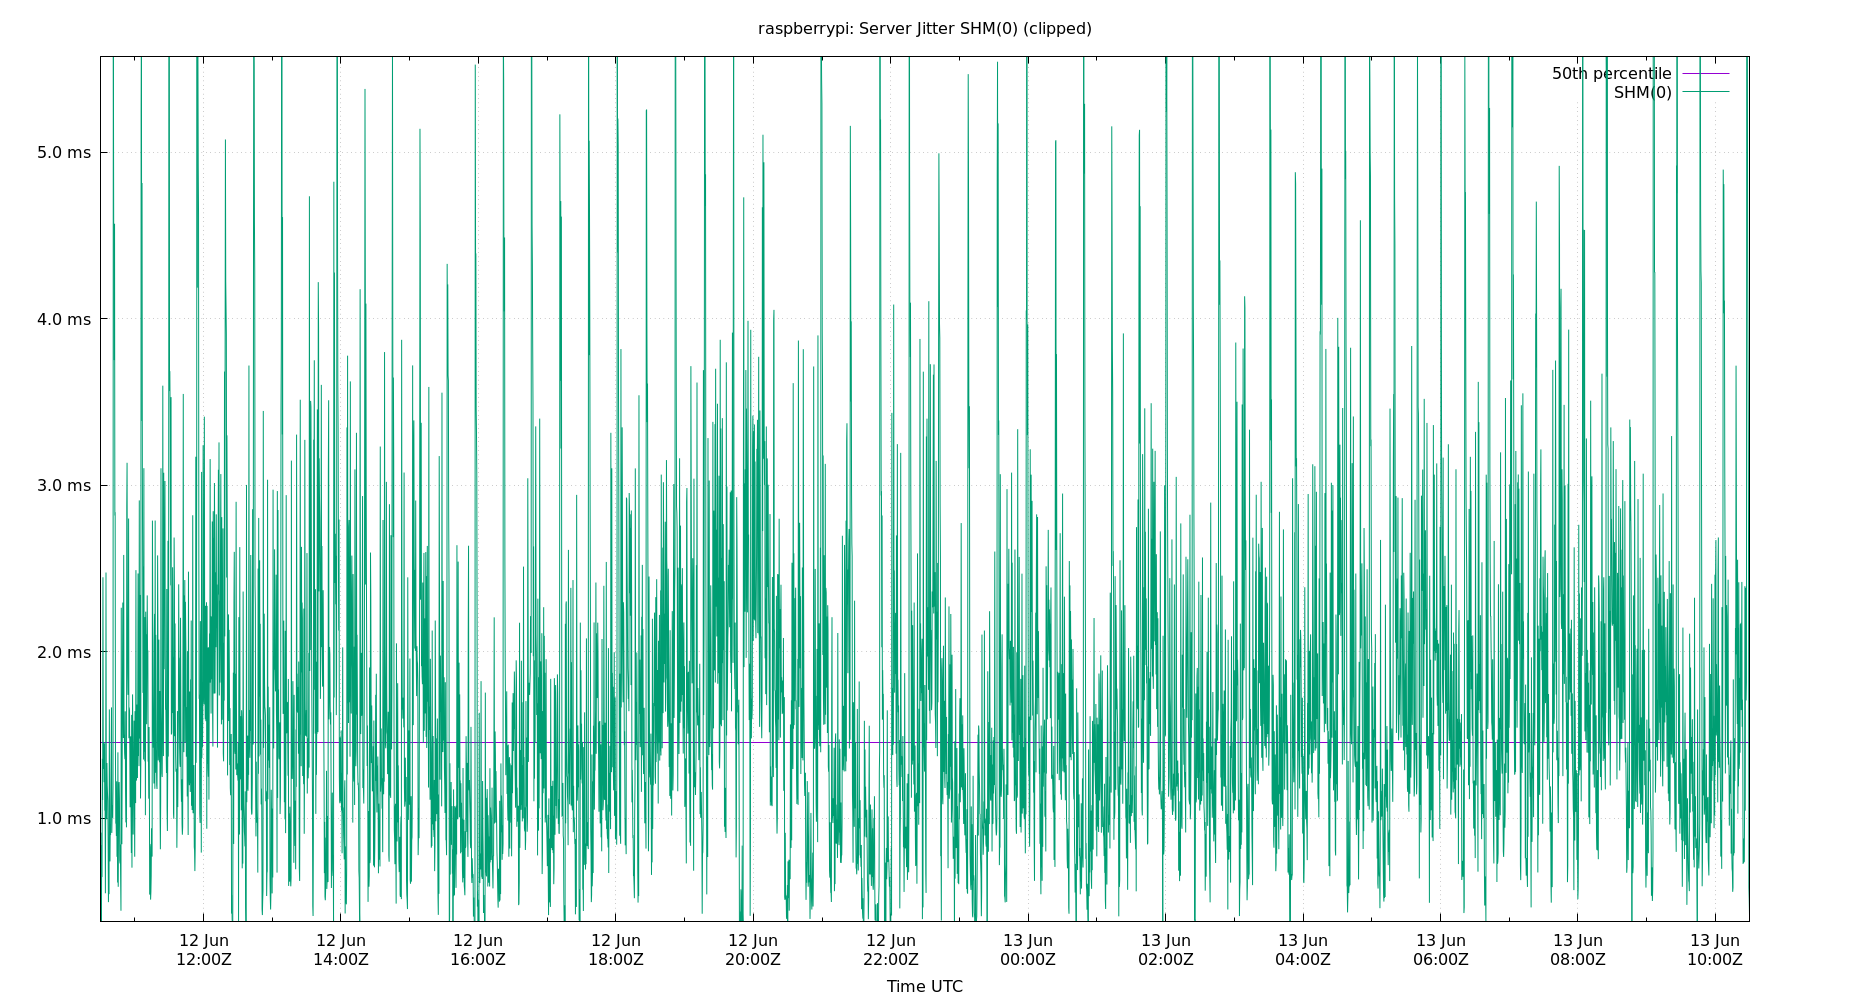 raspberrypi: Server Jitter SHM(0) (clipped)
50th percentile
SHM(0)
5.0 ms
4.0 ms
3.0 ms
2.0 ms
1.0 ms
12 Jun 12 Jun 12 Jun 12 Jun 12 Jun 12 Jun 13 Jun 13 Jun 13 Jun 13 Jun 13 Jun 13 Jun
12:00Z 14:00Z 16:00Z 18:00Z 20:00Z 22:00Z 00:00Z 02:00Z 04:00Z 06:00Z 08:00Z 10:00Z
Time UTC